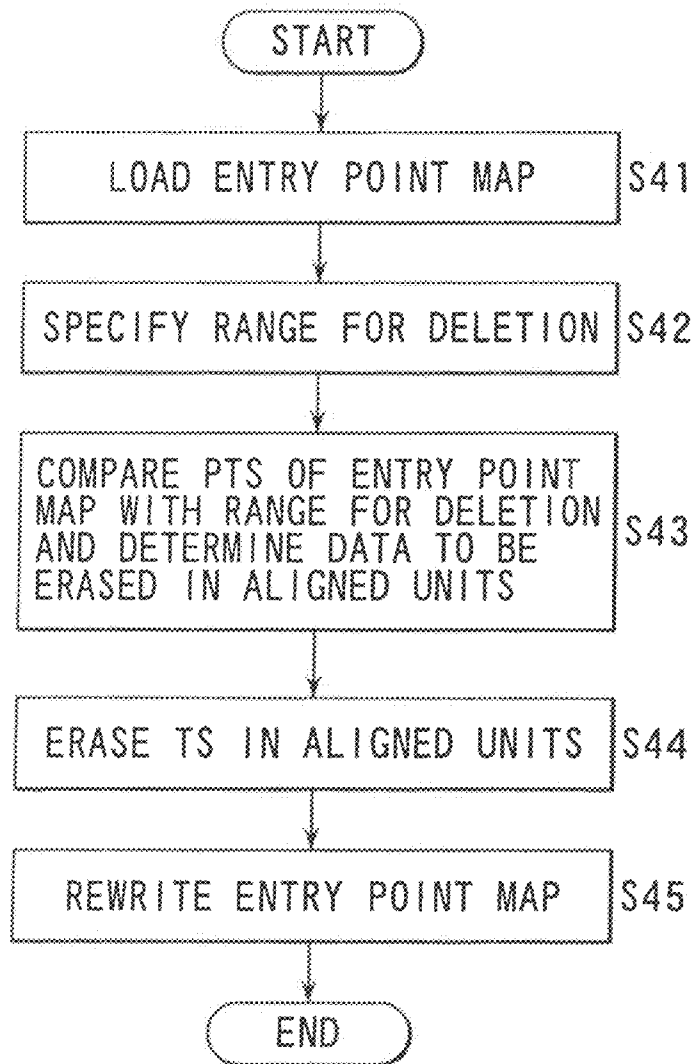 START
LOAD ENTRY POINT MAP
S41
SPECIFY RANGE FOR DELETION
S42
COMPARE PTS OF ENTRY POINT
MAP WITH RANGE FOR DELETION
AND DETERMINE DATA TO BE
ERASED IN ALIGNED UNITS
S43
ERASE TS IN ALIGNED UNITS
S44
REWRITE ENTRY POINT MAP
S45
END